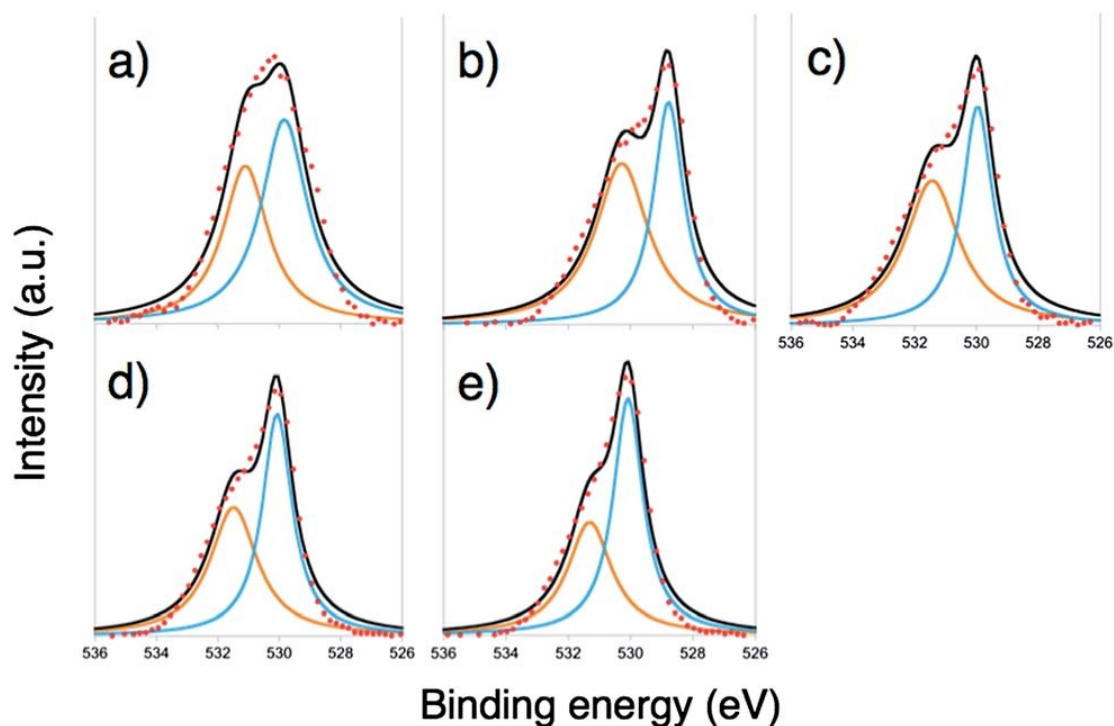 a)
b)
c)
536 534 532 530 528 526
d)
e)
536 534 532 530 528 526
536 534 532 530 528 526
Intensity (a.u.)
Binding energy (eV)